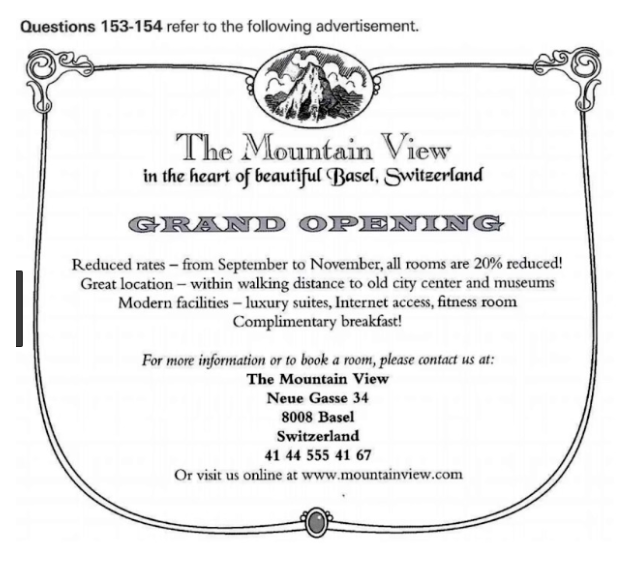 Questions 153-154 refer to the following advertisement.
The Mountain View
in the heart of beautiful Basel, Switzerland
GRAND OPENING
Reduced rates – from September to November, all rooms are 20% reduced!
Great location – within walking distance to old city center and museums
Modern facilities – luxury suites, Internet access, fitness room
Complimentary breakfast!
For more information or to book a room, please contact us at:
The Mountain View
Neue Gasse 34
8008 Basel
Switzerland
41 44 555 41 67
Or visit us online at www.mountainview.com